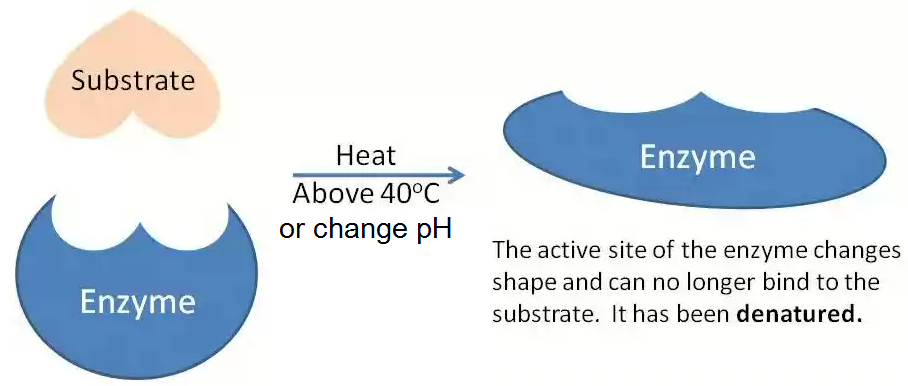 Substrate
Enzyme
Heat
Above 40°C
or change pH
Enzyme
The active site of the enzyme changes
shape and can no longer bind to the
substrate.  It has been denatured.